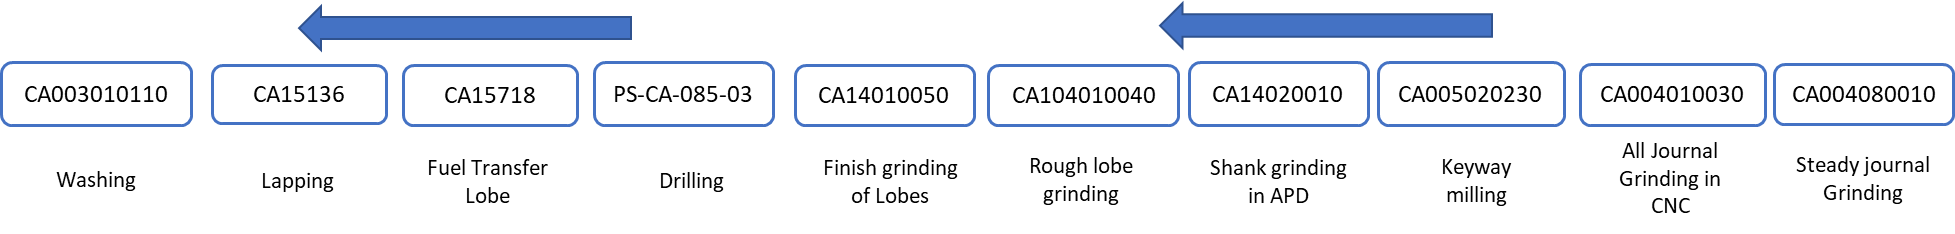 CA003010110
CA15136
CA15718
PS-CA-085-03
CA14010050
CA104010040
CA14020010
CA005020230
CA004010030
CA004080010
Washing
Lapping
Fuel Transfer
Lobe
Drilling
Finish grinding
of Lobes
Rough lobe
grinding
Shank grinding
in APD
Keyway
milling
All Journal
Grinding in
CNC
Steady journal
Grinding